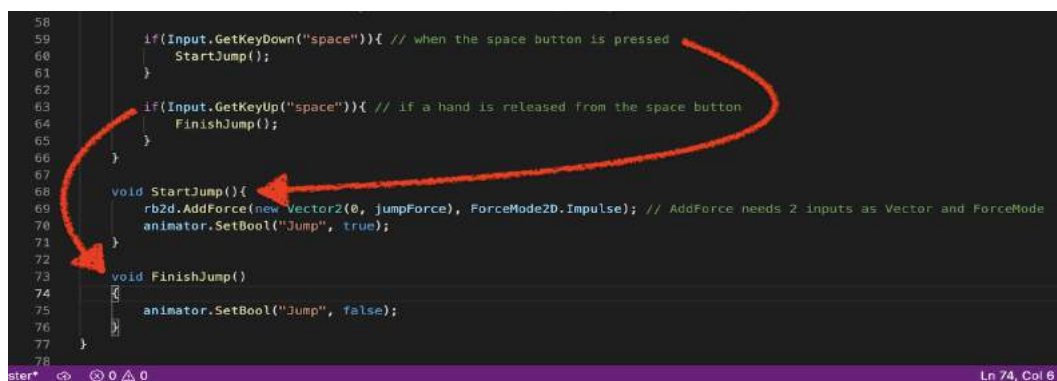 58
59 if(Input.GetKeyDown("space")){ // when the space button is pressed
60 StartJump();
61 }
62
63 if(Input.GetKeyUp("space")){ // if a hand is released from the space button
64 FinishJump();
65 }
66 }
67
68 void StartJump(){
69 rb2d.AddForce(new Vector2(0, jumpForce), ForceMode2D.Impulse); // AddForce needs 2 inputs as Vector and ForceMode
70 animator.SetBool("Jump", true);
71 }
72
73 void FinishJump()
74 {
75 animator.SetBool("Jump", false);
76 }
77 }
78
ster* 0 0 Ln 74, Col 6